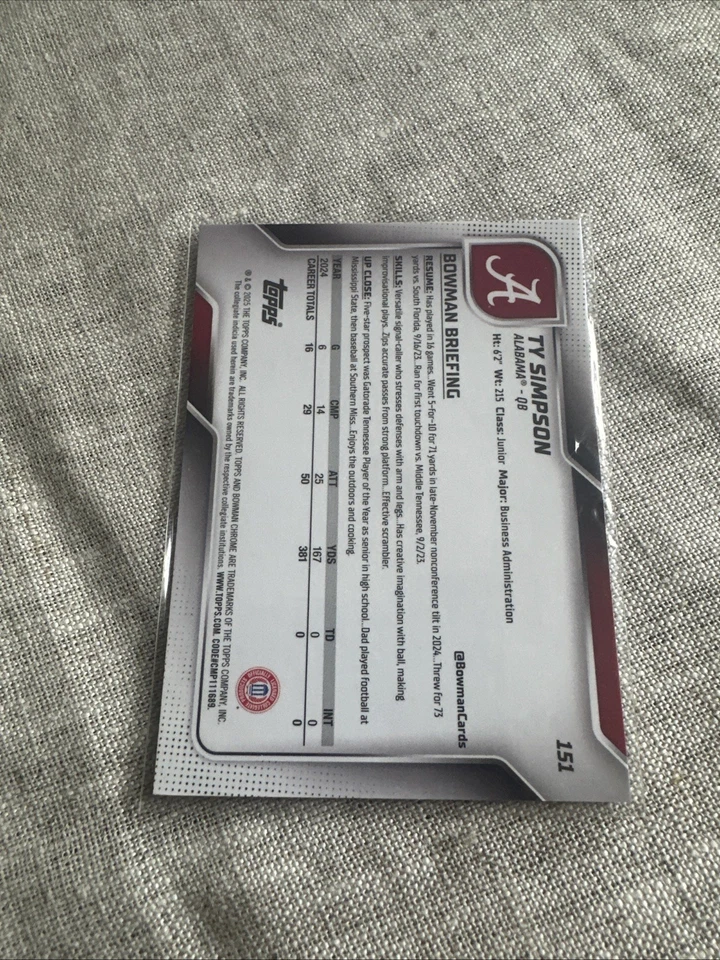 151
A
TY SIMPSON
ALABAMA® - QB
Ht: 6'2" Wt: 215 Class: Junior Major: Business Administration
BOWMAN BRIEFING
@BowmanCards
RESUME: Has played in 16 games...Went 5-for-10 for 71 yards in late-November nonconference tilt in 2024...Threw for 73
yards vs. South Florida, 9/16/23...Ran for first touchdown vs. Middle Tennessee, 9/2/23.
SKILLS: Versatile signal-caller who stresses defenses with arm and legs...Has creative imagination with ball, making
improvisational plays...Zips accurate passes from strong platform...Effective scrambler.
UP CLOSE: Five-star prospect was Gatorade Tennessee Player of the Year as senior in high school...Dad played football at
Mississippi State, then baseball at Southern Miss...Enjoys the outdoors and cooking.
YEAR G CMP ATT YDS TD INT
2024 6 14 25 167 0 0
CAREER TOTALS 16 29 50 381 0 0
topps
® & © 2025 THE TOPPS COMPANY, INC. ALL RIGHTS RESERVED. TOPPS AND BOWMAN CHROME ARE TRADEMARKS OF THE TOPPS COMPANY, INC.
The collegiate indicia used herein are trademarks owned by the respective collegiate institutions. WWW.TOPPS.COM. CODE#CMP111689.
OFFICIALLY LICENSED
COLLEGIATE PRODUCTS